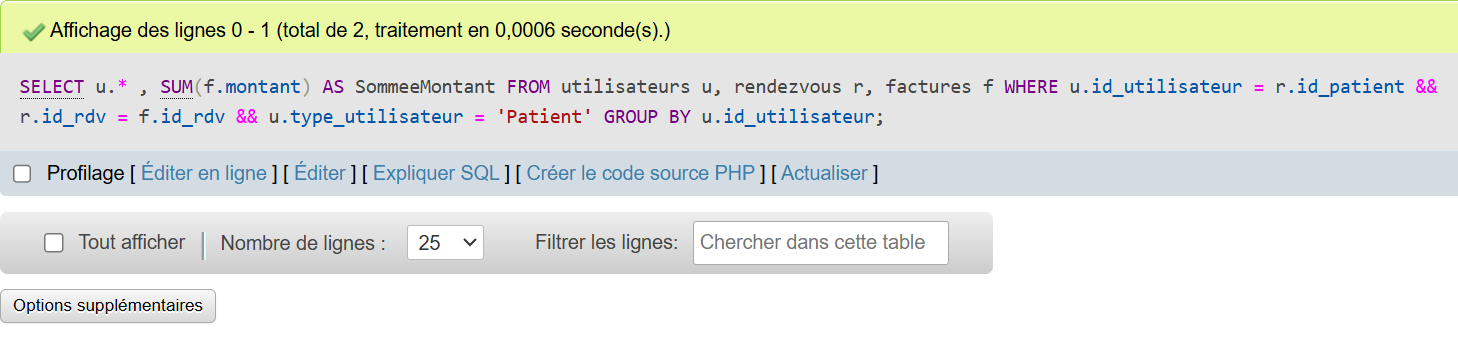 Affichage des lignes 0 - 1 (total de 2, traitement en 0,0006 seconde(s).)
SELECT u.* , SUM(f.montant) AS SommeeMontant FROM utilisateurs u, rendezvous r, factures f WHERE u.id_utilisateur = r.id_patient &&
r.id_rdv = f.id_rdv && u.type_utilisateur = 'Patient' GROUP BY u.id_utilisateur;
Profilage [ Éditer en ligne ] [ Éditer ] [ Expliquer SQL ] [ Créer le code source PHP ] [ Actualiser ]
Tout afficher Nombre de lignes : 25 Filtrer les lignes: Chercher dans cette table
Options supplémentaires